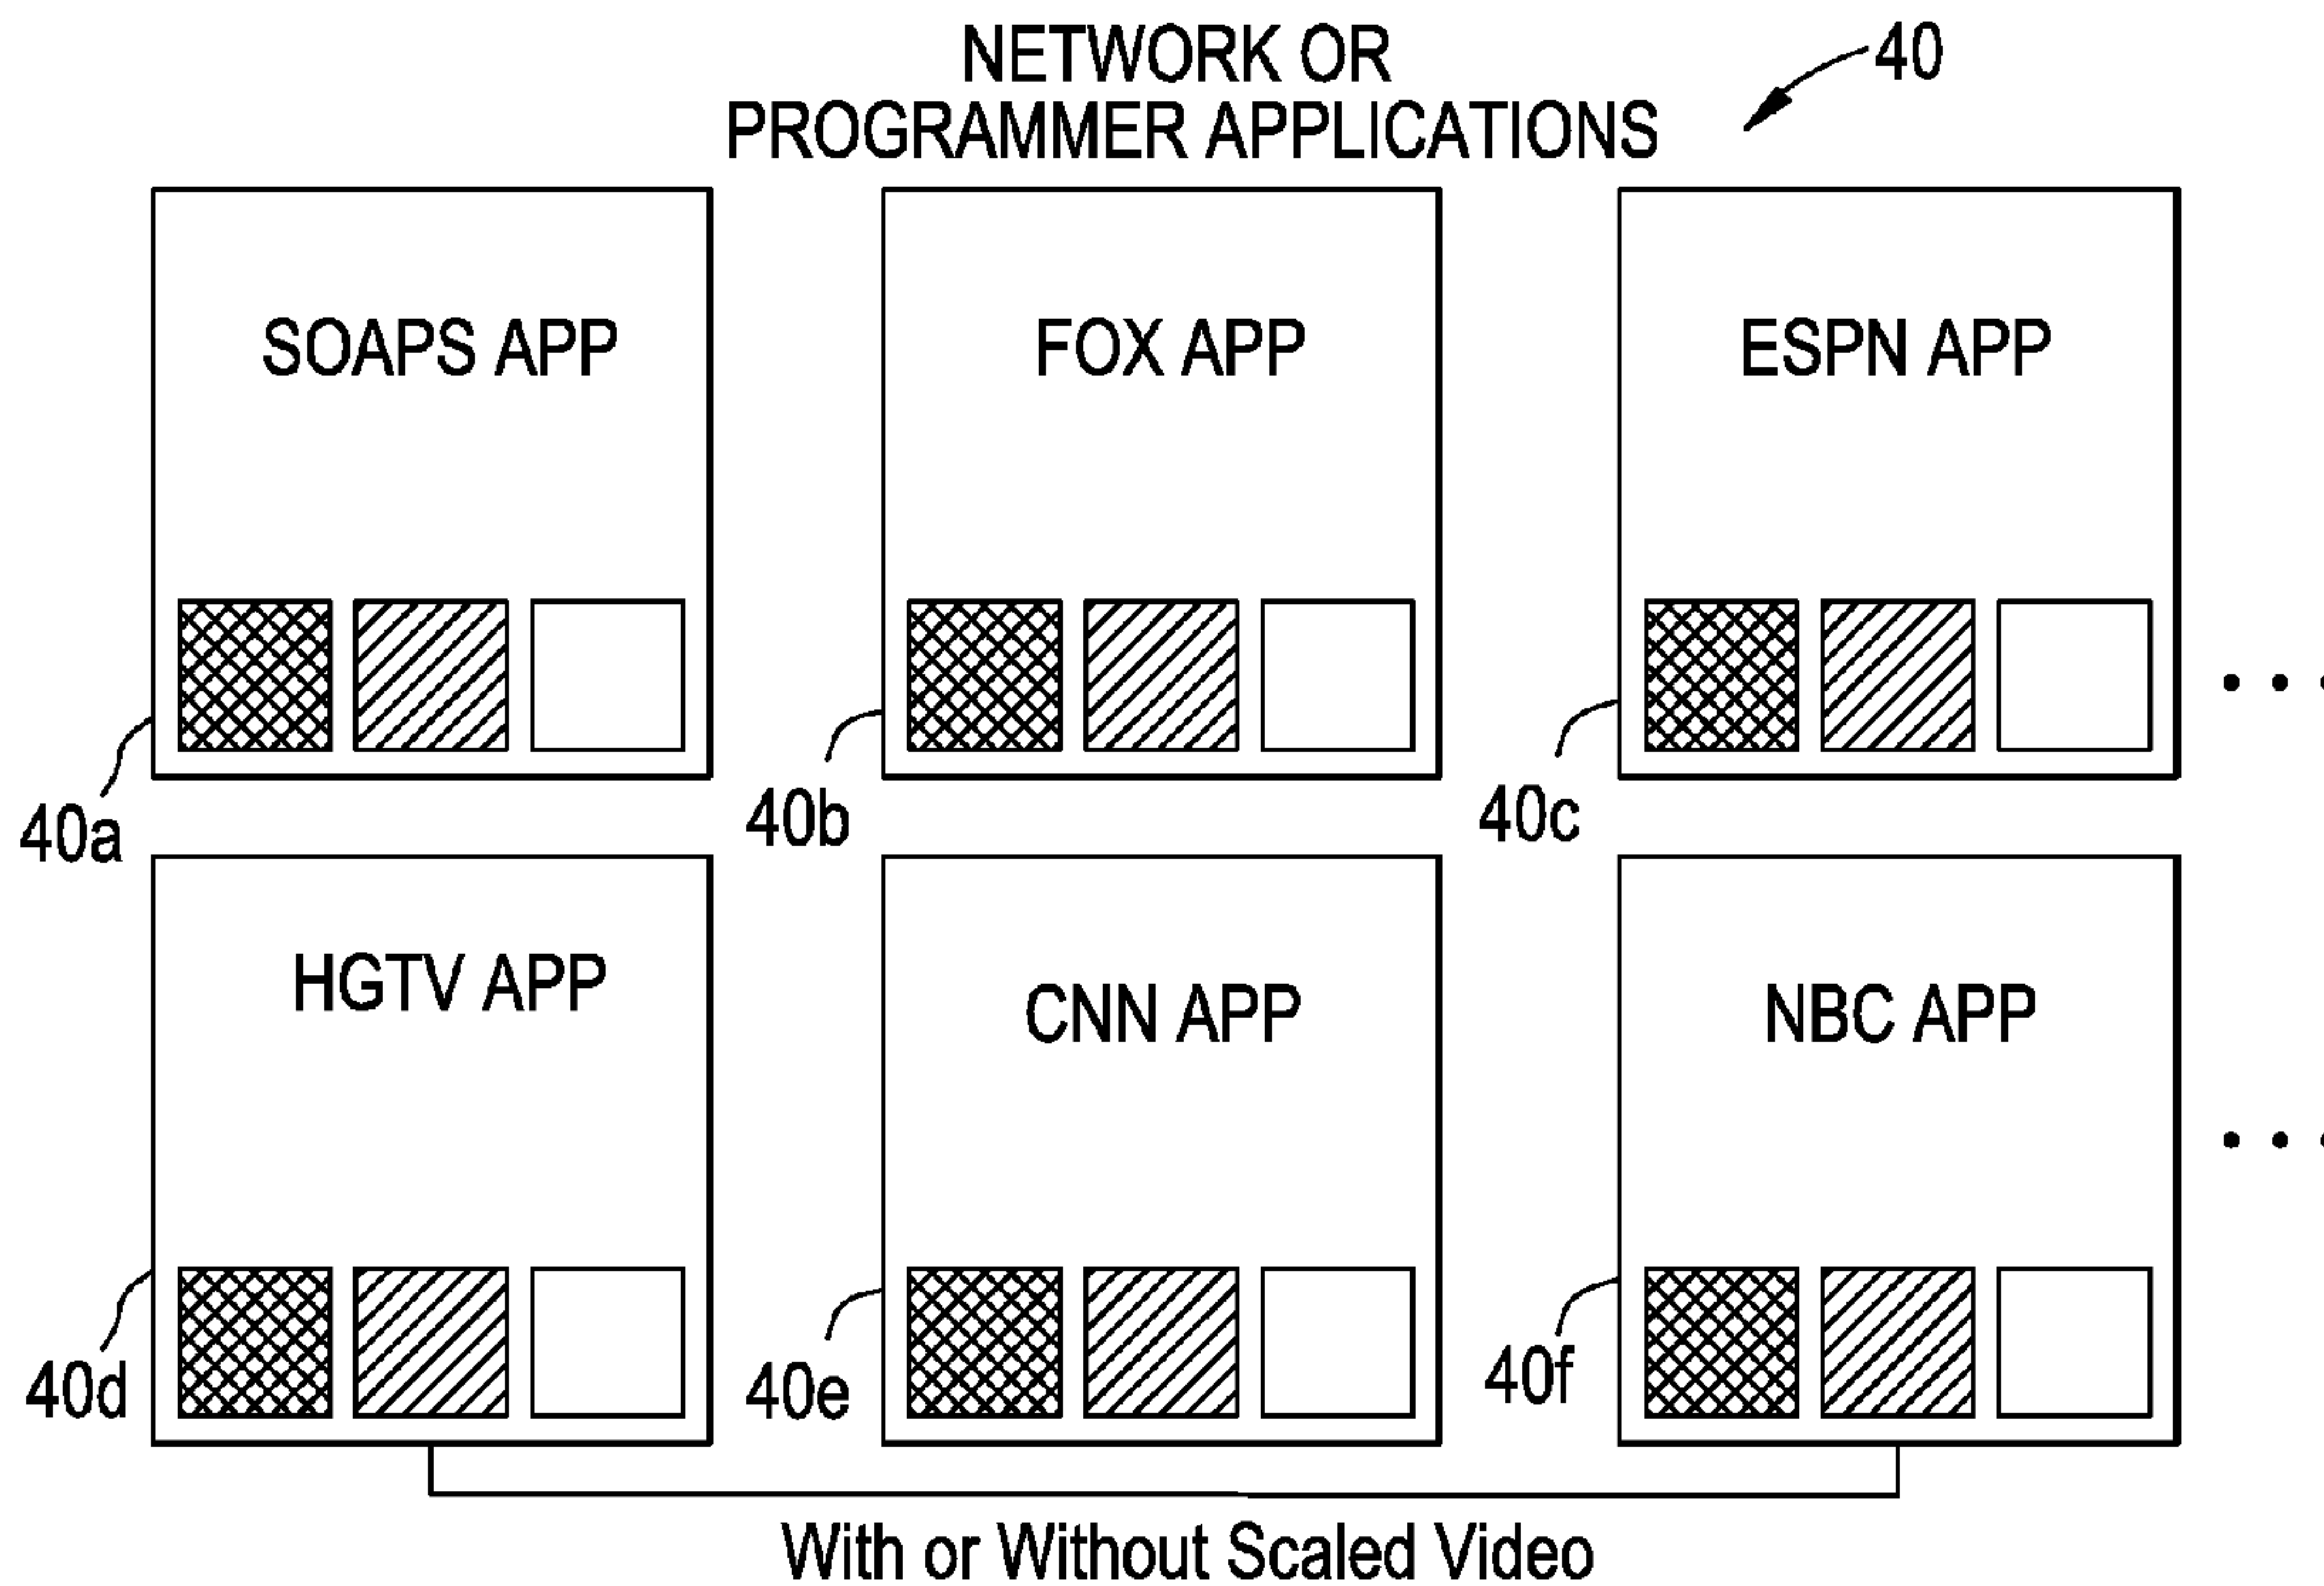 NETWORK OR
PROGRAMMER APPLICATIONS
40
SOAPS APP
FOX APP
ESPN APP
40a
40b
40c
HGTV APP
CNN APP
NBC APP
40d
40e
40f
With or Without Scaled Video